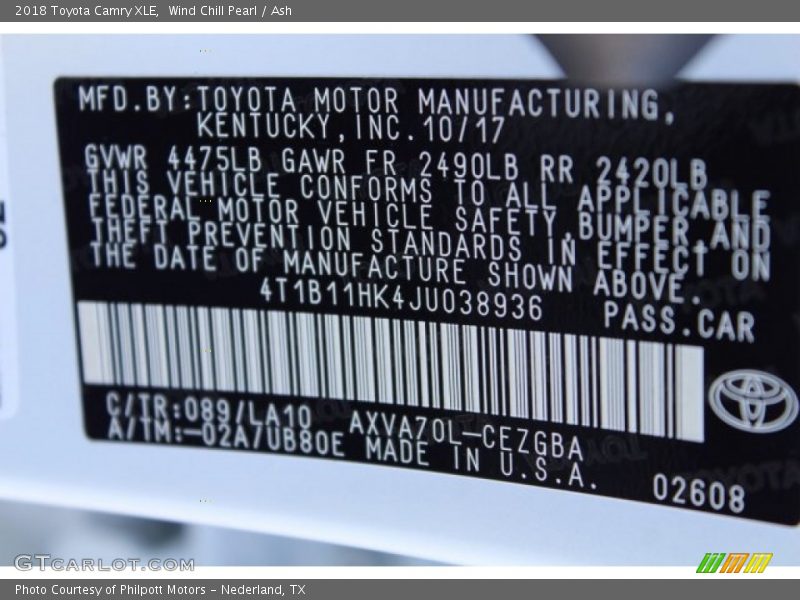 2018 Toyota Camry XLE,  Wind Chill Pearl / Ash
MFD.BY:TOYOTA MOTOR MANUFACTURING,
KENTUCKY,INC.10/17
GVWR 4475LB GAWR FR 2490LB RR 2420LB
THIS VEHICLE CONFORMS TO ALL APPLICABLE
FEDERAL MOTOR VEHICLE SAFETY,BUMPER,AND
THEFT PREVENTION STANDARDS IN EFFECT ON
THE DATE OF MANUFACTURE SHOWN ABOVE.
4T1B11HK4JU038936 PASS.CAR
C/TR:089/LA10 AXVA70L-CEZGBA
A/TM:-02A/UB80E MADE IN U.S.A. 02608
GTCARLOT.COM
Photo Courtesy of Philpott Motors - Nederland, TX